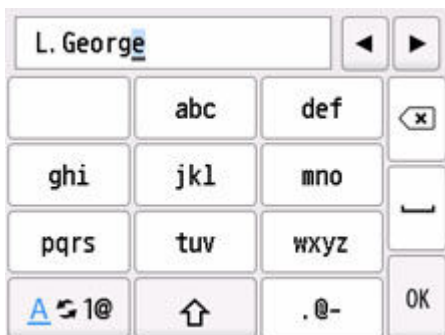 L. George
abc def
ghi jkl mno
pqrs tuv wxyz
A 1@ .@- OK